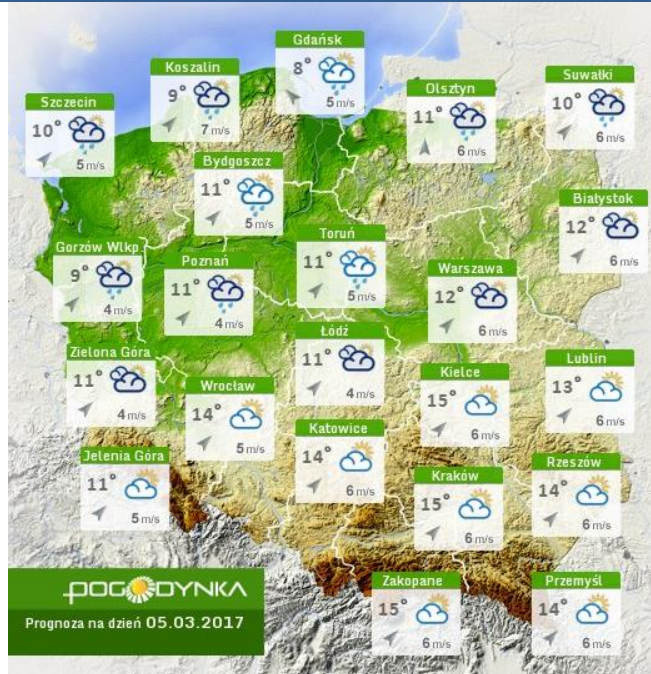 Gdańsk
8°
5 m/s
Koszalin
9°
7 m/s
Suwałki
10°
6 m/s
Olsztyn
11°
6 m/s
Szczecin
10°
5 m/s
Bydgoszcz
11°
5 m/s
Białystok
12°
6 m/s
Toruń
11°
5 m/s
Gorzów Wlkp
9°
4 m/s
Poznań
11°
4 m/s
Warszawa
12°
6 m/s
Łódź
11°
4 m/s
Zielona Góra
11°
4 m/s
Lublin
13°
6 m/s
Kielce
15°
6 m/s
Wrocław
14°
5 m/s
Katowice
14°
6 m/s
Jelenia Góra
11°
5 m/s
Rzeszów
14°
6 m/s
Kraków
15°
6 m/s
Zakopane
15°
6 m/s
Przemyśl
14°
6 m/s
POGODYNKA
Prognoza na dzień 05.03.2017